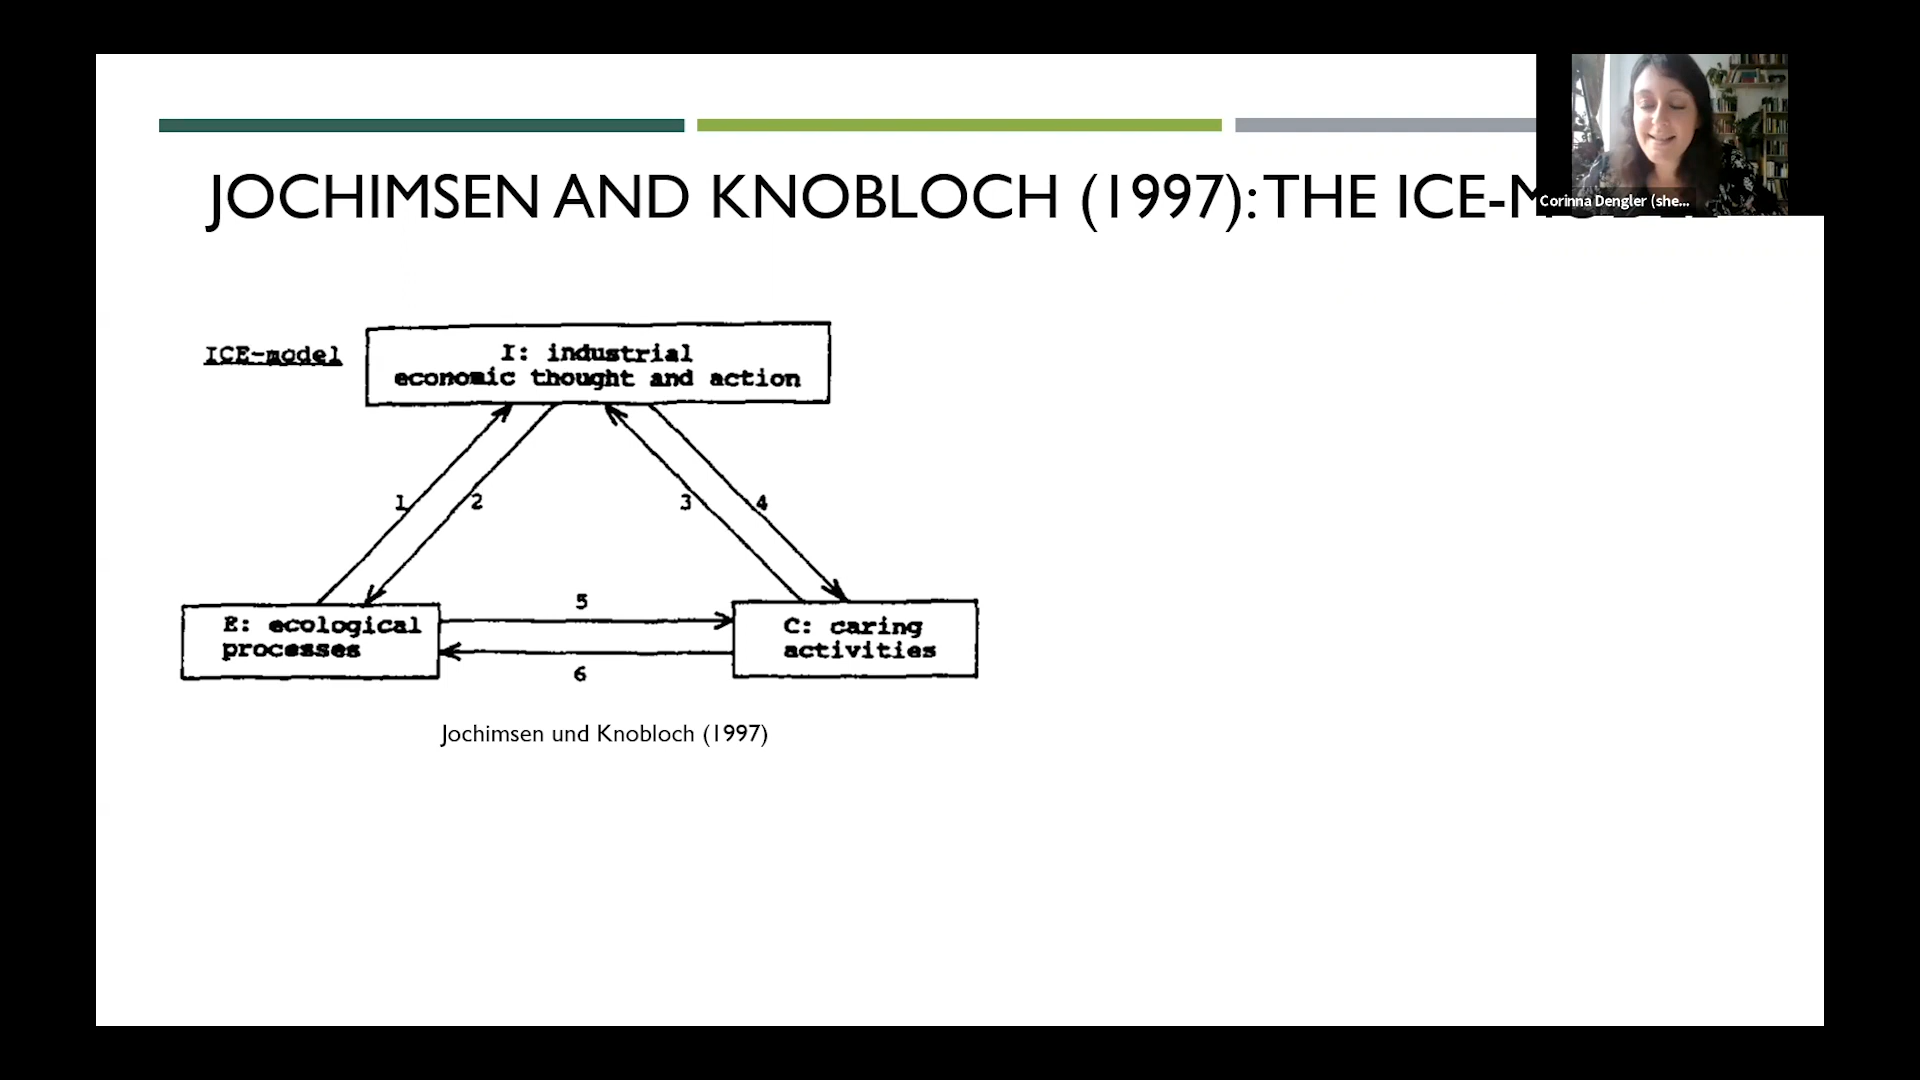 JOCHIMSEN AND KNOBLOCH (1997): THE ICE-M
Corinna Dengler (she...
ICE-model
I: industrial
economic thought and action
1
2
3
4
5
E: ecological
processes
C: caring
activities
6
Jochimsen und Knobloch (1997)